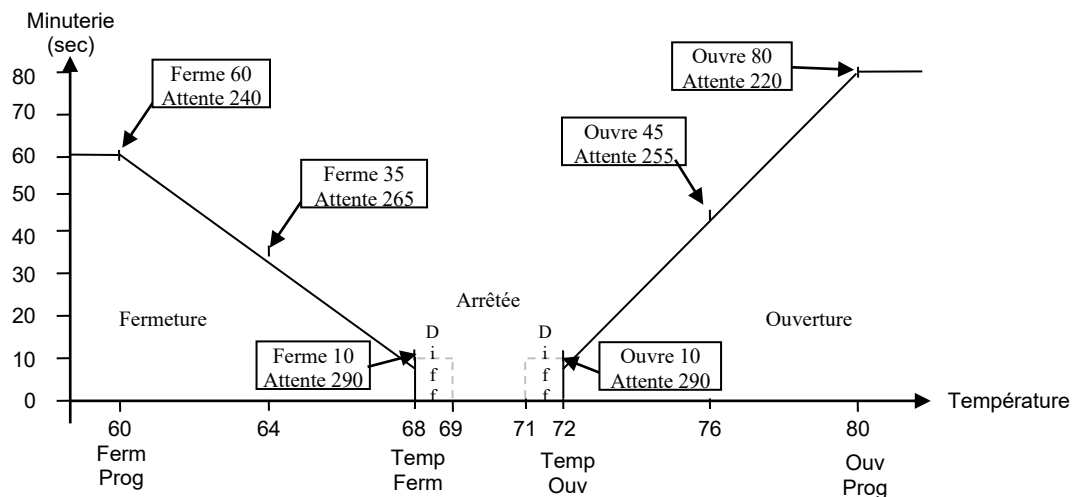 Minuterie
(sec)
80
70
60
50
40
30
20
10
0
Ferme 60
Attente 240
Ferme 35
Attente 265
Ferme 10
Attente 290
Ouvre 80
Attente 220
Ouvre 45
Attente 255
Ouvre 10
Attente 290
Fermeture
Arrêtée
Ouverture
D
i
f
f
D
i
f
f
60
64
68
69
71
72
76
80
Température
Ferm
Prog
Temp
Ferm
Temp
Ouv
Ouv
Prog